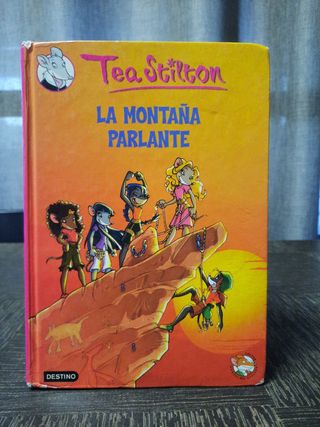 Tea Stilton
LA MONTAÑA
PARLANTE
DESTINO